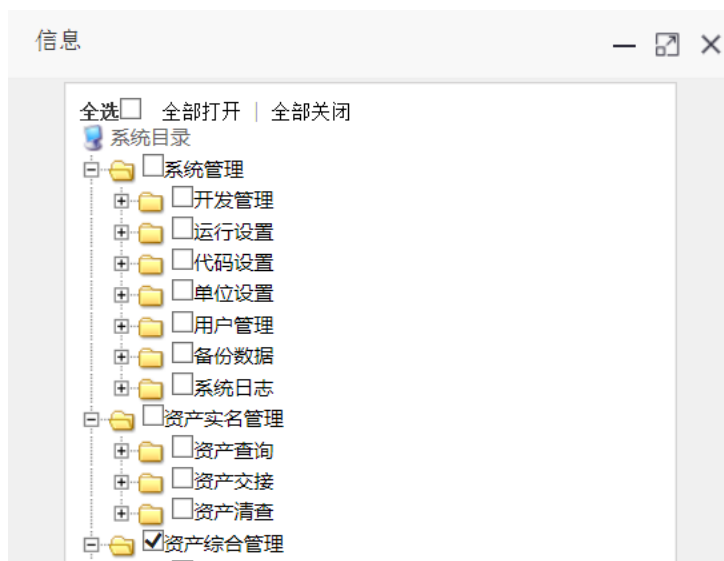 信息
全选 全部打开 | 全部关闭
系统目录
系统管理
开发管理
运行设置
代码设置
单位设置
用户管理
备份数据
系统日志
资产实名管理
资产查询
资产交接
资产清查
资产综合管理